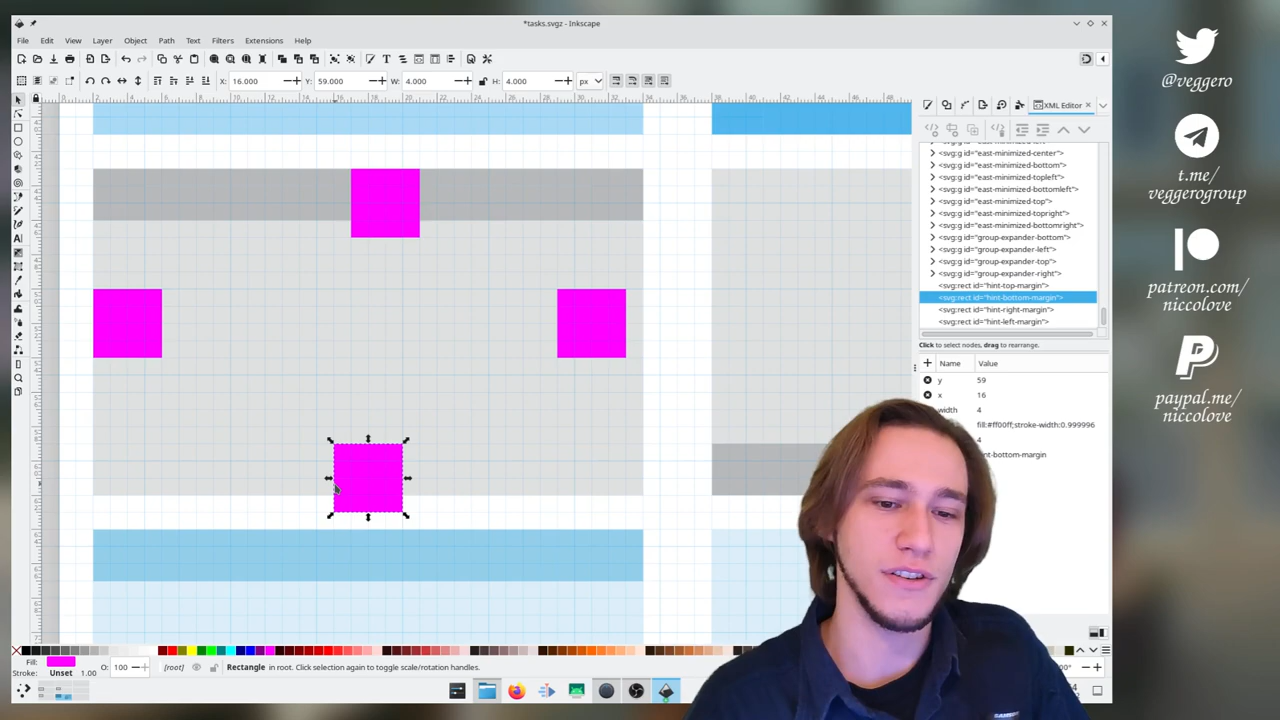 *tasks.svgz - Inkscape
File Edit View Layer Object Path Text Filters Extensions Help
X: 16.000 Y: 59.000 W: 4.000 H: 4.000 px
XML Editor
<svg:g id="east-minimized-center">
<svg:g id="east-minimized-bottom">
<svg:g id="east-minimized-topleft">
<svg:g id="east-minimized-bottomleft">
<svg:g id="east-minimized-top">
<svg:g id="east-minimized-topright">
<svg:g id="east-minimized-bottomright">
<svg:g id="group-expander-bottom">
<svg:g id="group-expander-left">
<svg:g id="group-expander-top">
<svg:g id="group-expander-right">
<svg:rect id="hint-top-margin">
<svg:rect id="hint-bottom-margin">
<svg:rect id="hint-right-margin">
<svg:rect id="hint-left-margin">
Click to select nodes, drag to rearrange.
Name Value
y 59
x 16
width 4
fill:#ff00ff;stroke-width:0.999996
4
nt-bottom-margin
Fill:
Stroke: Unset 1.00
O: 100
[root]
Rectangle in root. Click selection again to toggle scale/rotation handles.
@veggero
t.me/
veggerogroup
patreon.com/
niccolove
paypal.me/
niccolove
SAMSUNG